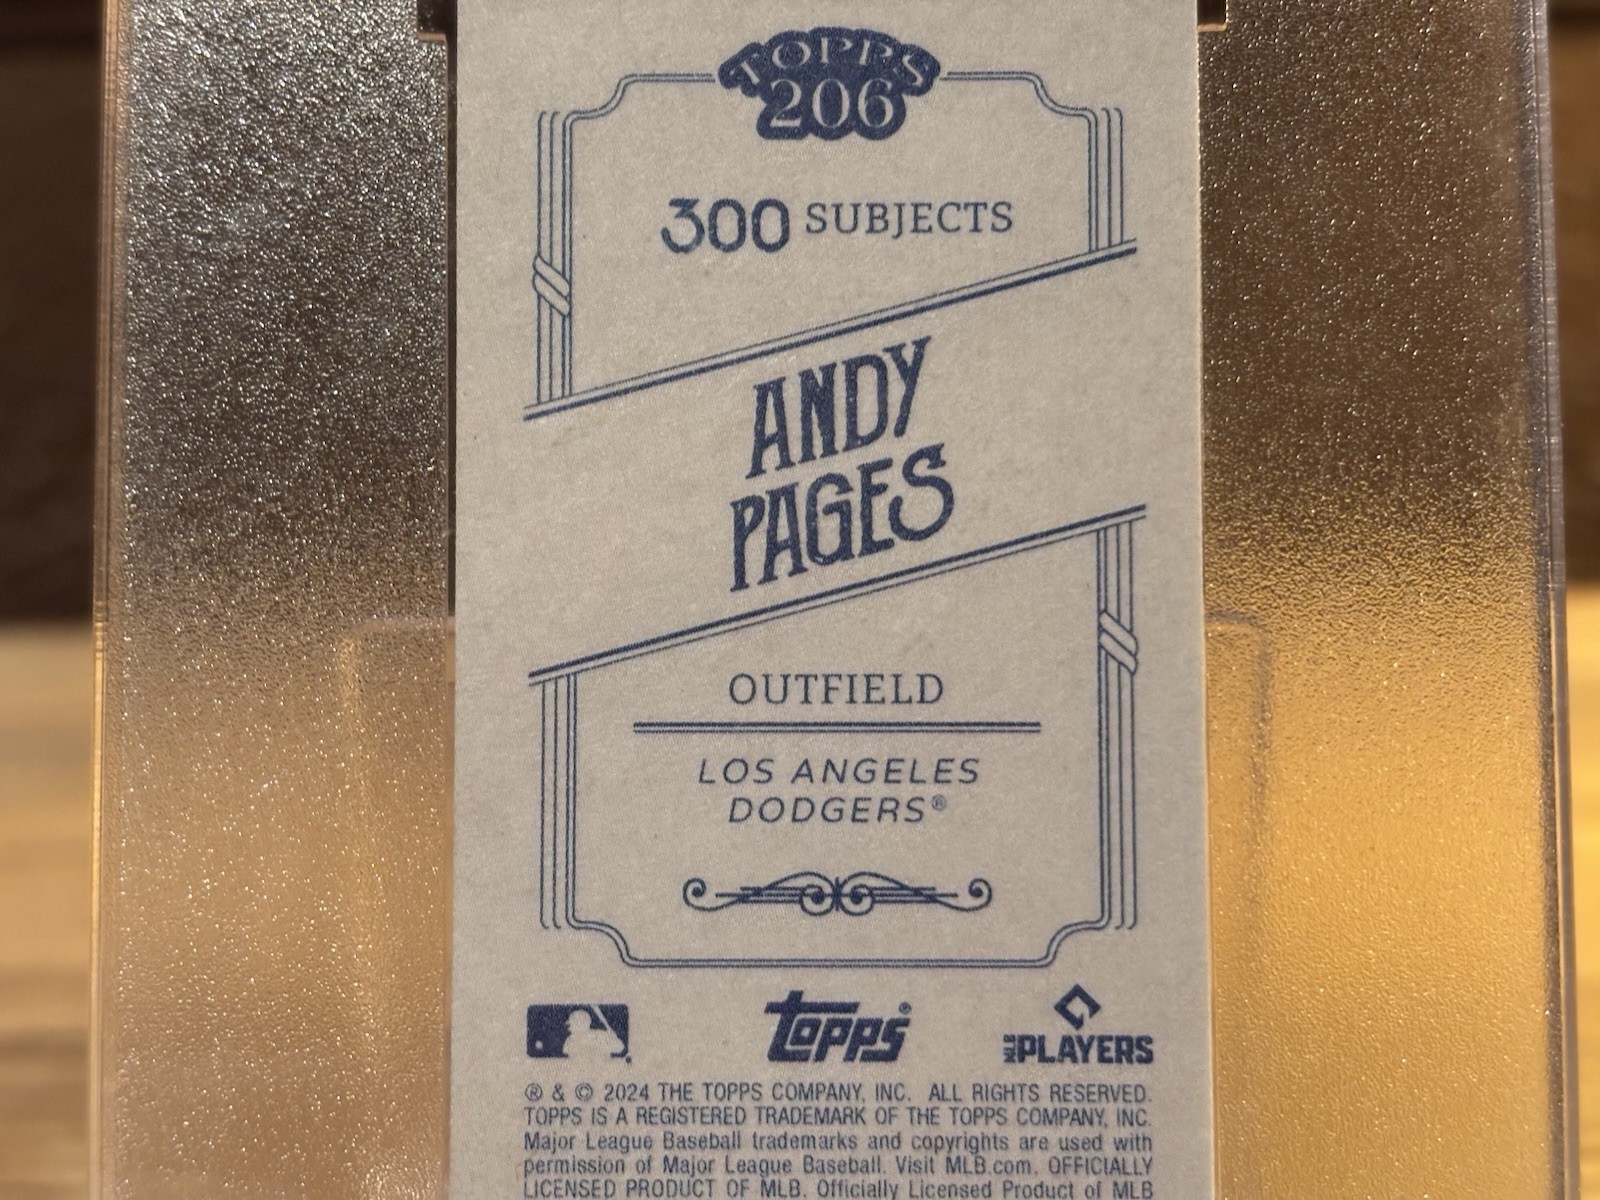 TOPPS
206
300 SUBJECTS
ANDY
PAGES
OUTFIELD
LOS ANGELES
DODGERS®
topps®
MLB PLAYERS
® & © 2024 THE TOPPS COMPANY, INC. ALL RIGHTS RESERVED.
TOPPS IS A REGISTERED TRADEMARK OF THE TOPPS COMPANY, INC.
Major League Baseball trademarks and copyrights are used with
permission of Major League Baseball. Visit MLB.com. OFFICIALLY
LICENSED PRODUCT OF MLB. Officially Licensed Product of MLB